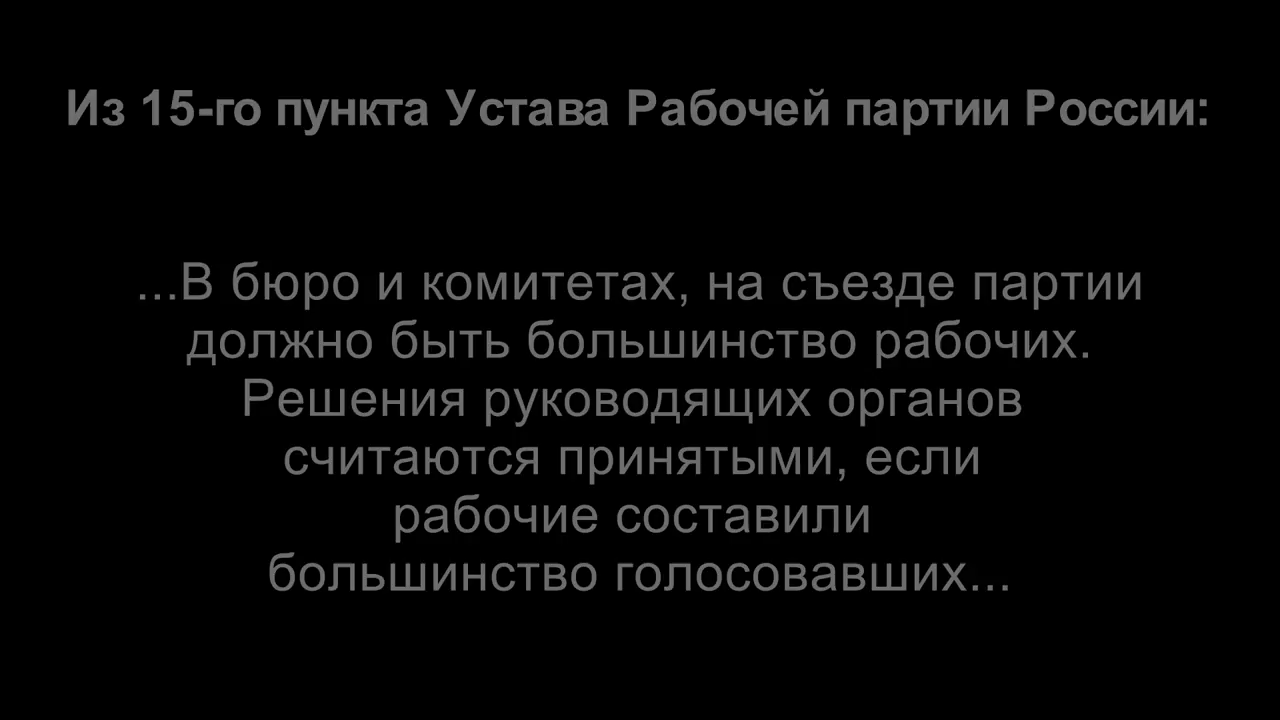 Из 15-го пункта Устава Рабочей партии России:
...В бюро и комитетах, на съезде партии
должно быть большинство рабочих.
Решения руководящих органов
считаются принятыми, если
рабочие составили
большинство голосовавших...